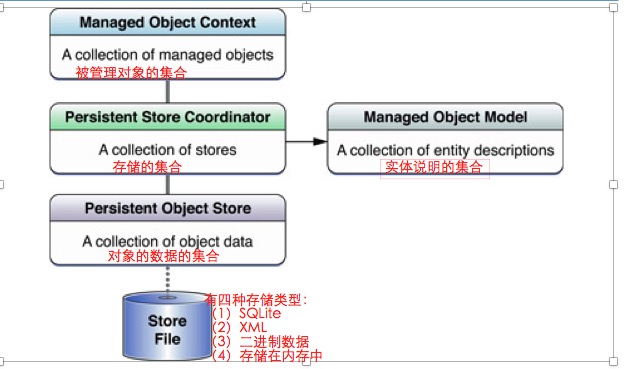 Managed Object Context
A collection of managed objects
被管理对象的集合
Persistent Store Coordinator
A collection of stores
存储的集合
Managed Object Model
A collection of entity descriptions
实体说明的集合
Persistent Object Store
A collection of object data
对象的数据的集合
Store
File
有四种存储类型：
（1）SQLite
（2）XML
（3）二进制数据
（4）存储在内存中